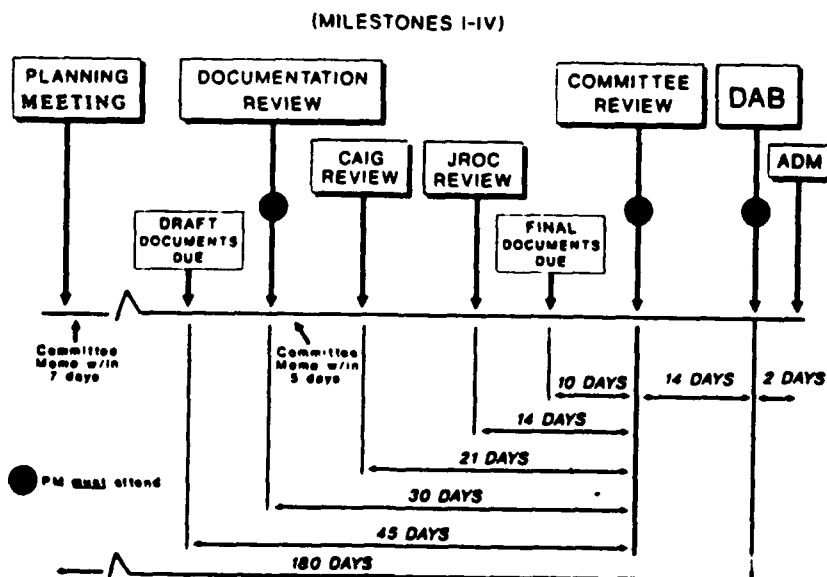 (MILESTONES I-IV)
PLANNING
MEETING
DOCUMENTATION
REVIEW
COMMITTEE
REVIEW
DAB
CAIG
REVIEW
JROC
REVIEW
ADM
DRAFT
DOCUMENTS
DUE
FINAL
DOCUMENTS
DUE
Committee
Memo w/in
7 days
Committee
Memo w/in
5 days
10 DAYS
14 DAYS
2 DAYS
14 DAYS
21 DAYS
PM must attend
30 DAYS
45 DAYS
180 DAYS